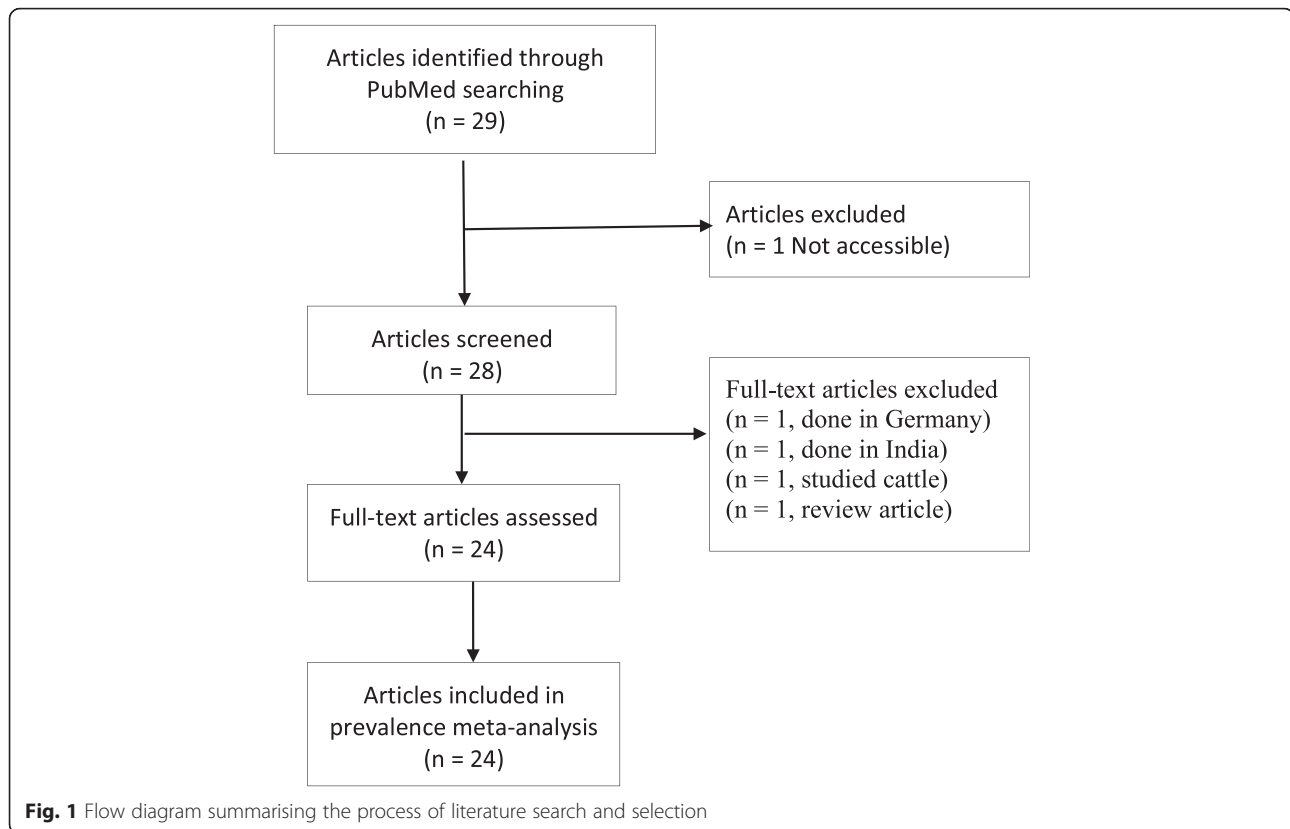 Articles identified through
PubMed searching
(n = 29)
Articles excluded
(n = 1 Not accessible)
Articles screened
(n = 28)
Full-text articles excluded
(n = 1, done in Germany)
(n = 1, done in India)
(n = 1, studied cattle)
(n = 1, review article)
Full-text articles assessed
(n = 24)
Articles included in
prevalence meta-analysis
(n = 24)
Fig. 1 Flow diagram summarising the process of literature search and selection